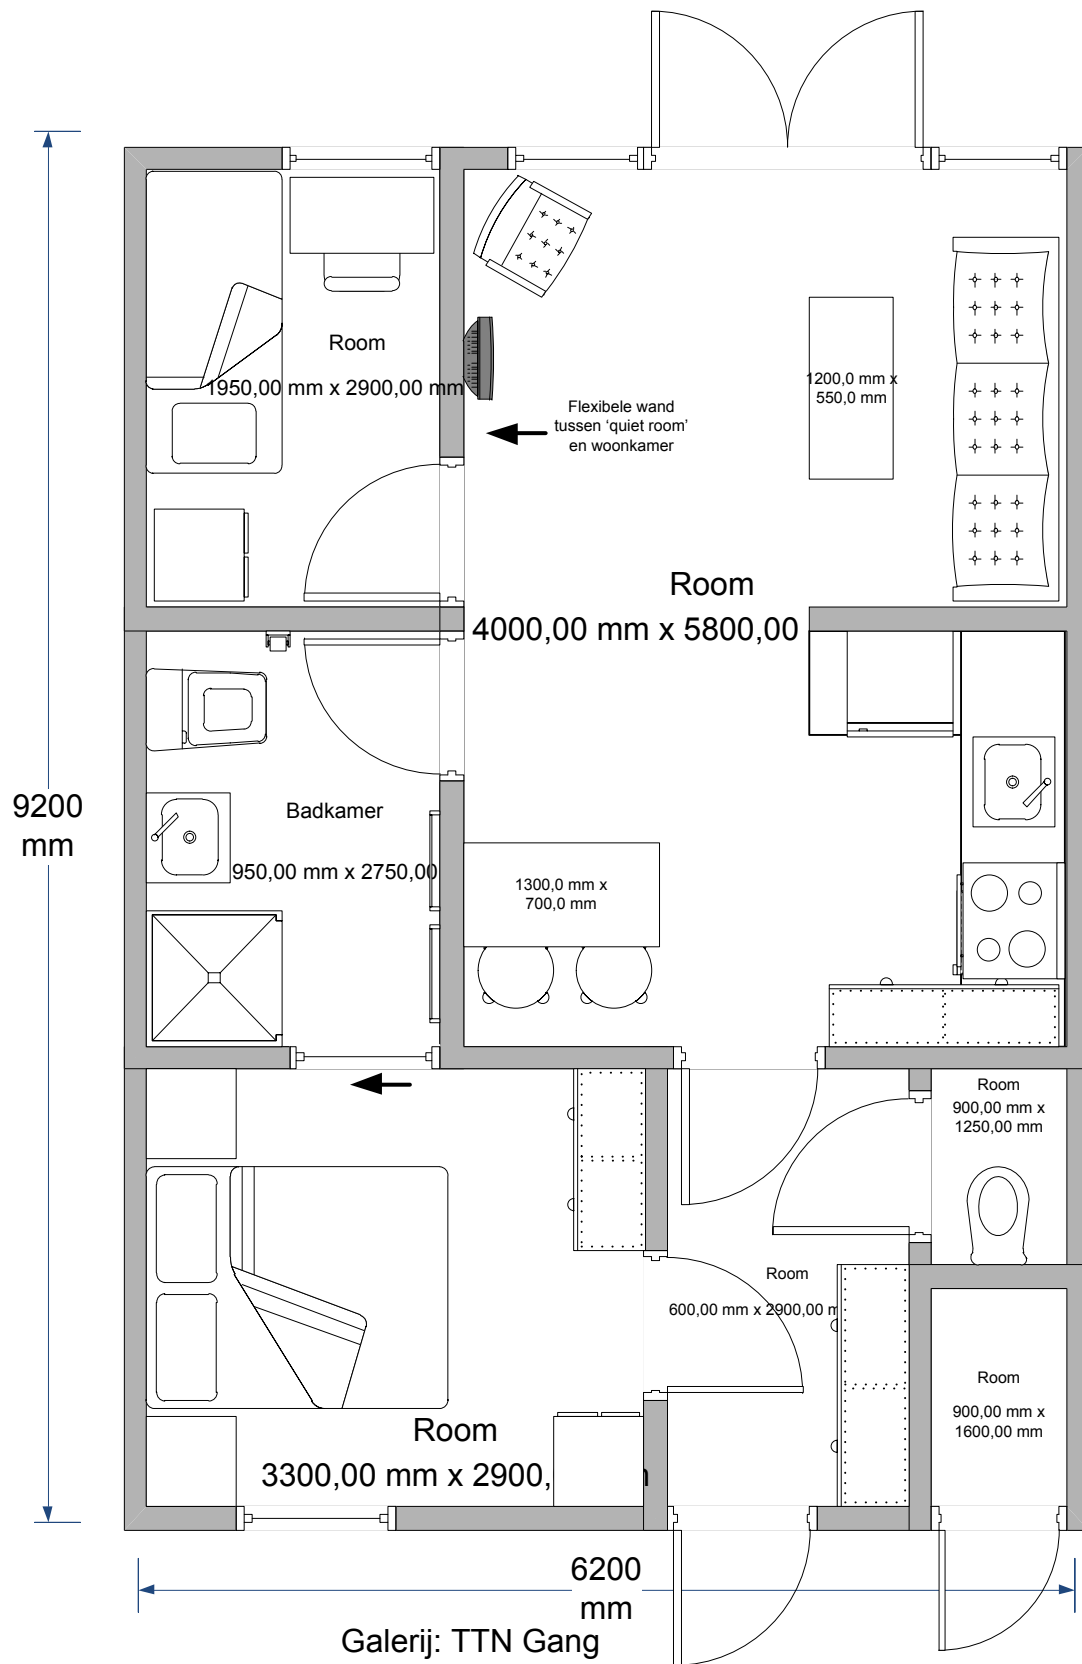 Room
1950,00 mm x 2900,00 mm
1200,0 mm x
550,0 mm
Flexibele wand
tussen ‘quiet room’
en woonkamer
Room
4000,00 mm x 5800,00
9200
mm
Badkamer
950,00 mm x 2750,00
1300,0 mm x
700,0 mm
Room
900,00 mm x
1250,00 mm
Room
600,00 mm x 2900,00 m
Room
900,00 mm x
1600,00 mm
Room
3300,00 mm x 2900,
6200
mm
Galerij: TTN Gang